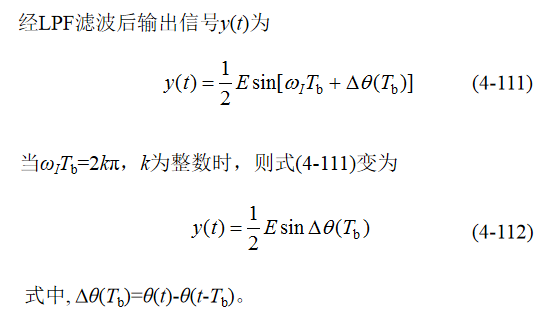 经LPF滤波后输出信号y(t)为
y(t) = \frac{1}{2} E sin[ω_I T_b + Δθ(T_b)] (4-111)
当ω_I T_b=2kπ，k为整数时，则式(4-111)变为
y(t) = \frac{1}{2} E sin Δθ(T_b) (4-112)
式中, Δθ(T_b)=θ(t)-θ(t-T_b)。